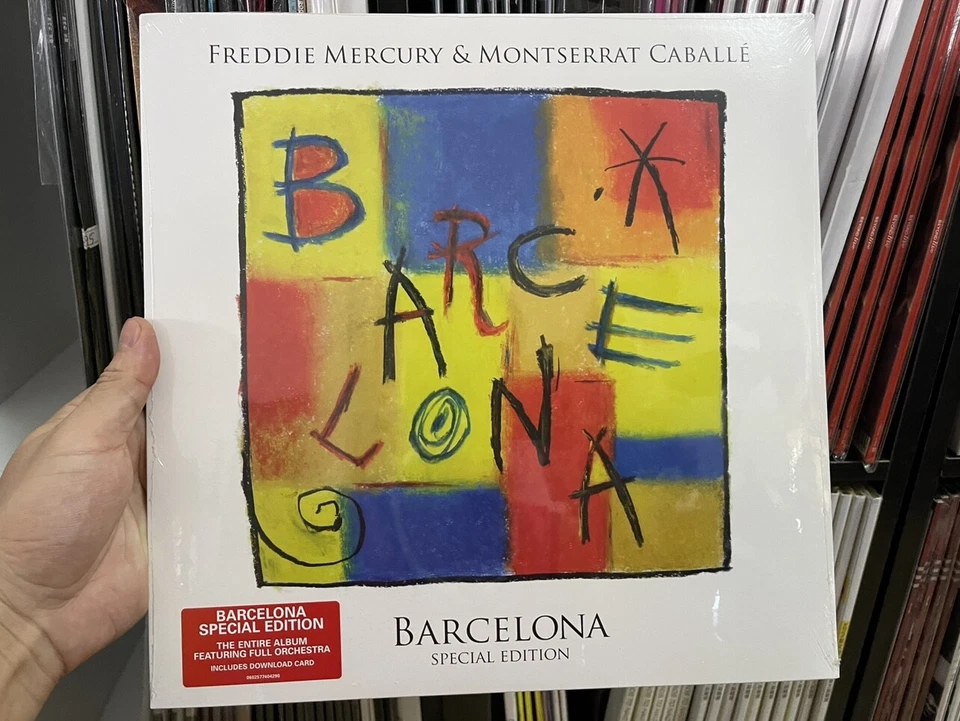 FREDDIE MERCURY & MONTSERRAT CABALLÉ
BARCELONA
BARCELONA
SPECIAL EDITION
BARCELONA
SPECIAL EDITION
THE ENTIRE ALBUM
FEATURING FULL ORCHESTRA
INCLUDES DOWNLOAD CARD